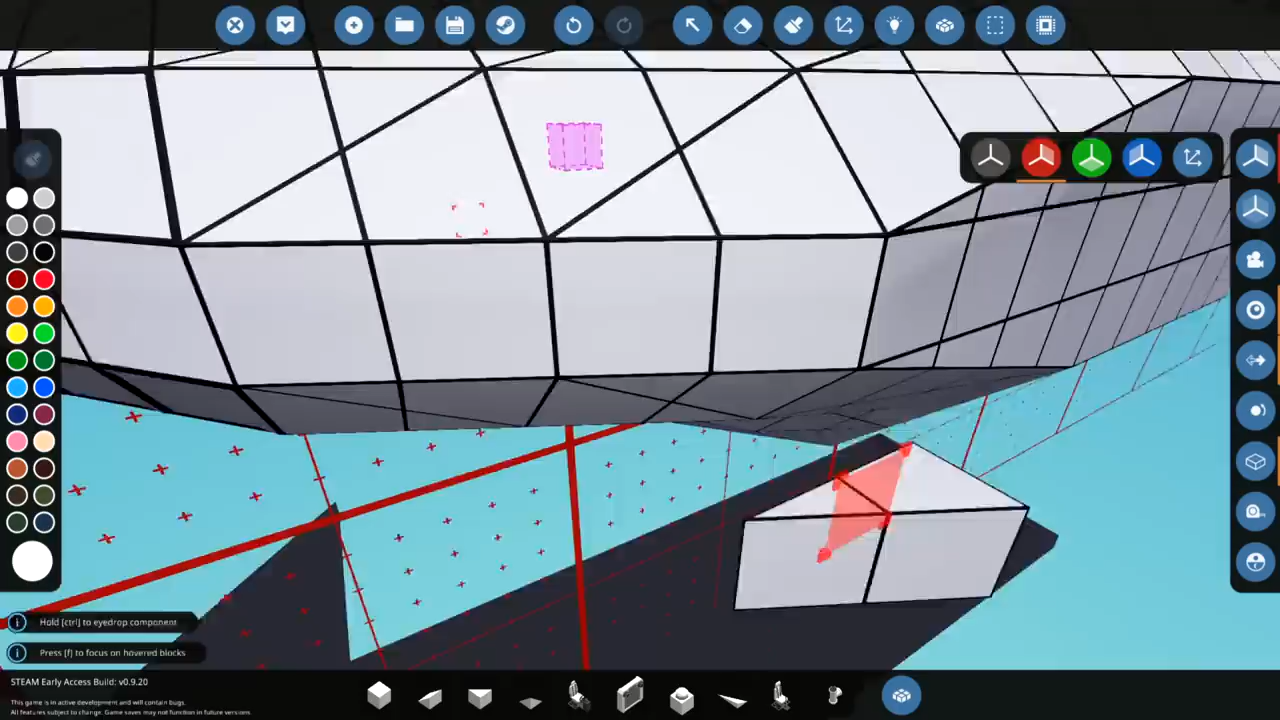 Hold [ctrl] to eyedrop component
Press [f] to focus on hovered blocks
STEAM Early Access Build: v0.9.20
This game is in active development and will contain bugs.
All features subject to change. Game saves may not function in future versions.